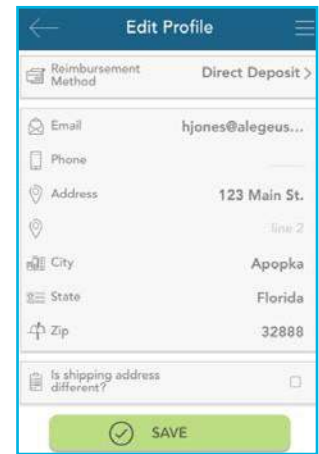 Edit Profile
Reimbursement Method Direct Deposit >
Email hjones@alegeus...
Phone
Address 123 Main St.
line 2
City Apopka
State Florida
Zip 32888
Is shipping address different?
SAVE